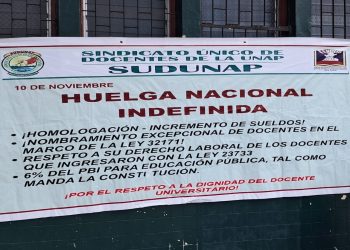 SINDICATO UNICO DE
DOCENTES DE LA UNAP
SUDUNAP
10 DE NOVIEMBRE
HUELGA NACIONAL
INDEFINIDA
• ¡HOMOLOGACIÓN - INCREMENTO DE SUELDOS!
• ¡NOMBRAMIENTO EXCEPCIONAL DE DOCENTES EN EL
MARCO DE LA LEY 32171!
• RESPETO A SU DERECHO LABORAL DE LOS DOCENTES
QUE INGRESARON CON LA LEY 23733
• 6% DEL PBI PARA EDUCACIÓN PÚBLICA, TAL COMO
MANDA LA CONSTI TUCIÓN.
¡POR EL RESPETO A LA DIGNIDAD DEL DOCENTE
UNIVERSITARIO!